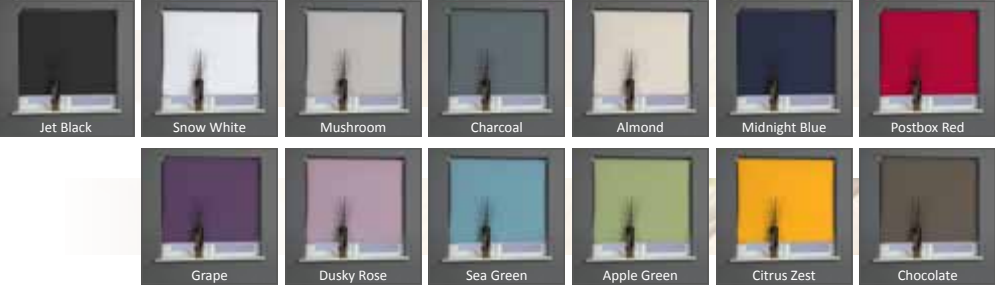 Jet Black
Snow White
Mushroom
Charcoal
Almond
Midnight Blue
Postbox Red
Grape
Dusky Rose
Sea Green
Apple Green
Citrus Zest
Chocolate